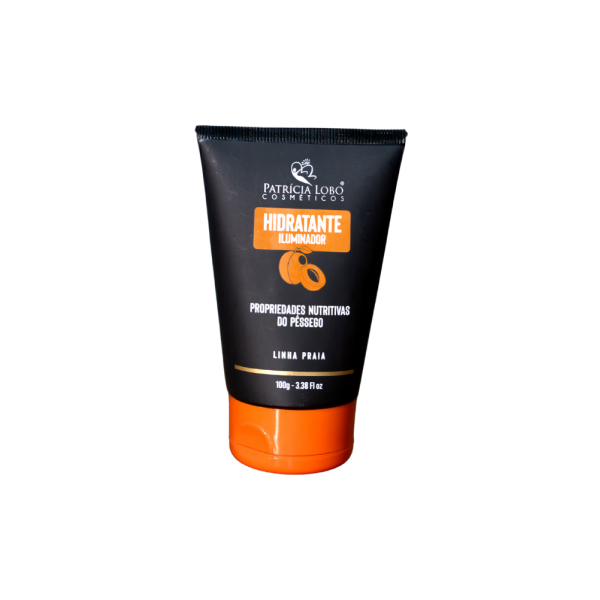 PATRÍCIA LOBO®
COSMÉTICOS
HIDRATANTE
ILUMINADOR
PROPRIEDADES NUTRITIVAS
DO PÊSSEGO
LINHA PRAIA
100g - 3.38 Fl oz